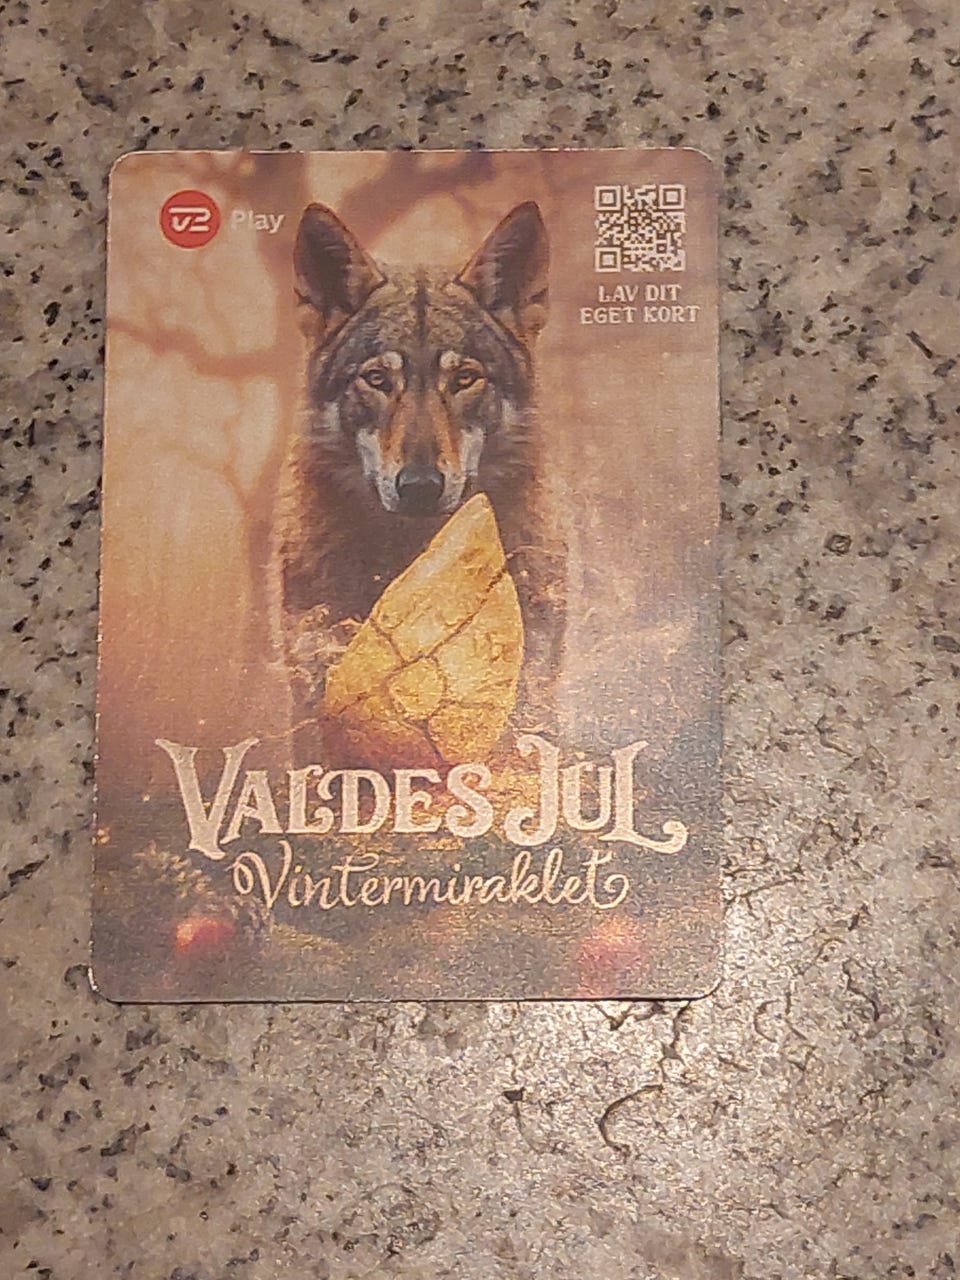 TV2 Play
LAV DIT
EGET KORT
VALDES JUL
Vintermiraklet